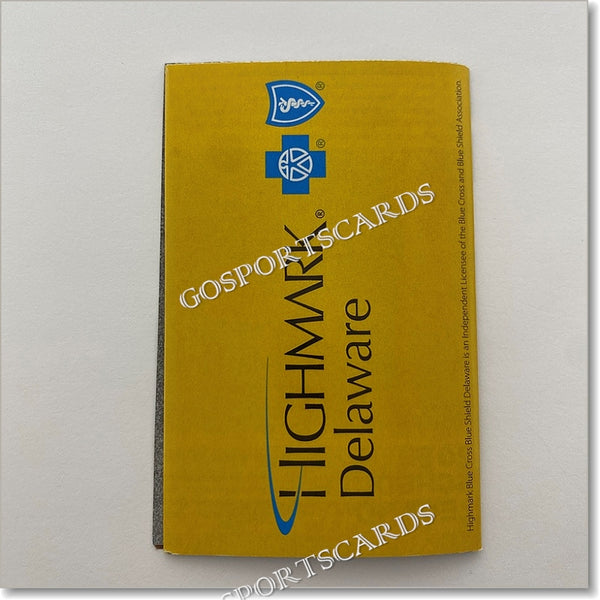 HIGHMARK®
Delaware
® ®
Highmark Blue Cross Blue Shield Delaware is an Independent Licensee of the Blue Cross and Blue Shield Association.
GOSPORTSCARDS
SPORTSCARDS